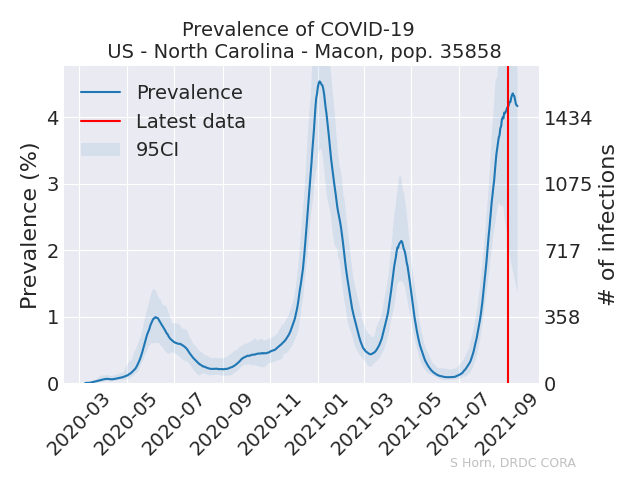 Prevalence of COVID-19
US - North Carolina - Macon, pop. 35858
Prevalence
Latest data
95CI
Prevalence (%)
4
3
2
1
0
1434
1075
717
358
0
# of infections
2020-03
2020-05
2020-07
2020-09
2020-11
2021-01
2021-03
2021-05
2021-07
2021-09
S Horn, DRDC CORA